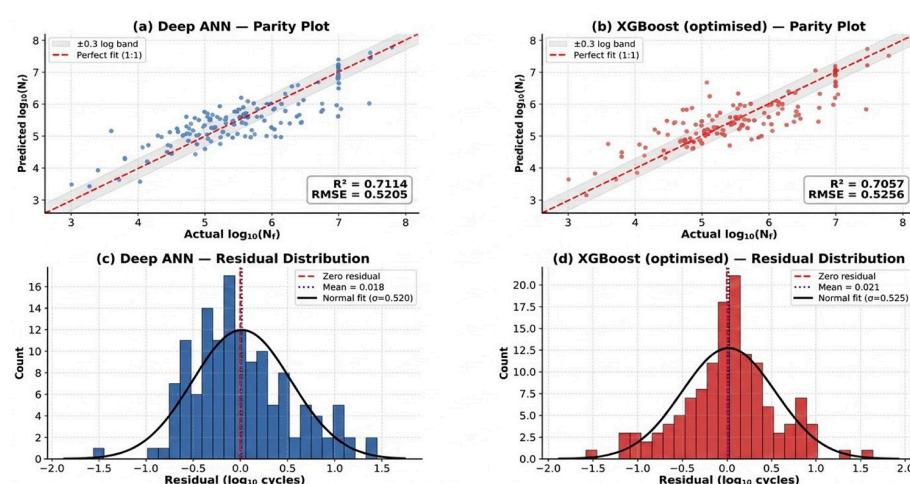 (a) Deep ANN — Parity Plot
±0.3 log band
Perfect fit (1:1)
Predicted log₁₀(Nf)
8
7
6
5
4
3
R² = 0.7114
RMSE = 0.5205
3 4 5 6 7 8
Actual log₁₀(Nf)
(b) XGBoost (optimised) — Parity Plot
±0.3 log band
Perfect fit (1:1)
Predicted log₁₀(Nf)
8
7
6
5
4
3
R² = 0.7057
RMSE = 0.5256
3 4 5 6 7 8
Actual log₁₀(Nf)
(c) Deep ANN — Residual Distribution
Zero residual
Mean = 0.018
Normal fit (σ=0.520)
Count
16
14
12
10
8
6
4
2
0
−2.0 −1.5 −1.0 −0.5 0.0 0.5 1.0 1.5
Residual (log₁₀ cycles)
(d) XGBoost (optimised) — Residual Distribution
Zero residual
Mean = 0.021
Normal fit (σ=0.525)
Count
20.0
17.5
15.0
12.5
10.0
7.5
5.0
2.5
0.0
−2.0 −1.5 −1.0 −0.5 0.0 0.5 1.0 1.5 2.0
Residual (log₁₀ cycles)